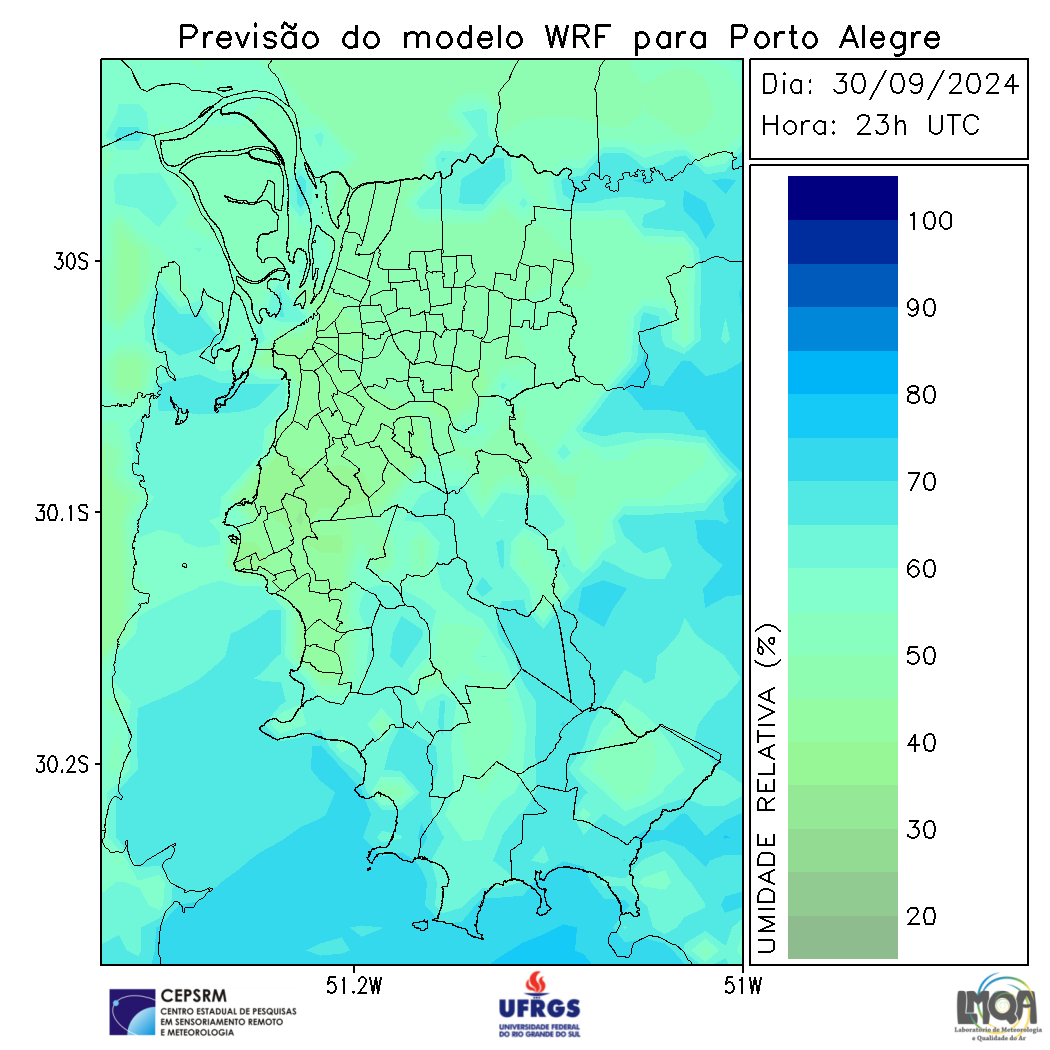 Previsão do modelo WRF para Porto Alegre
Dia: 30/09/2024
Hora: 23h UTC
30S
30.1S
30.2S
51.2W
51W
UMIDADE RELATIVA (%)
100
90
80
70
60
50
40
30
20
CEPSRM
CENTRO ESTADUAL DE PESQUISAS
EM SENSORIAMENTO REMOTO
E METEOROLOGIA
UFRGS
UNIVERSIDADE FEDERAL
DO RIO GRANDE DO SUL
LMQA
Laboratório de Meteorologia
e Qualidade do Ar